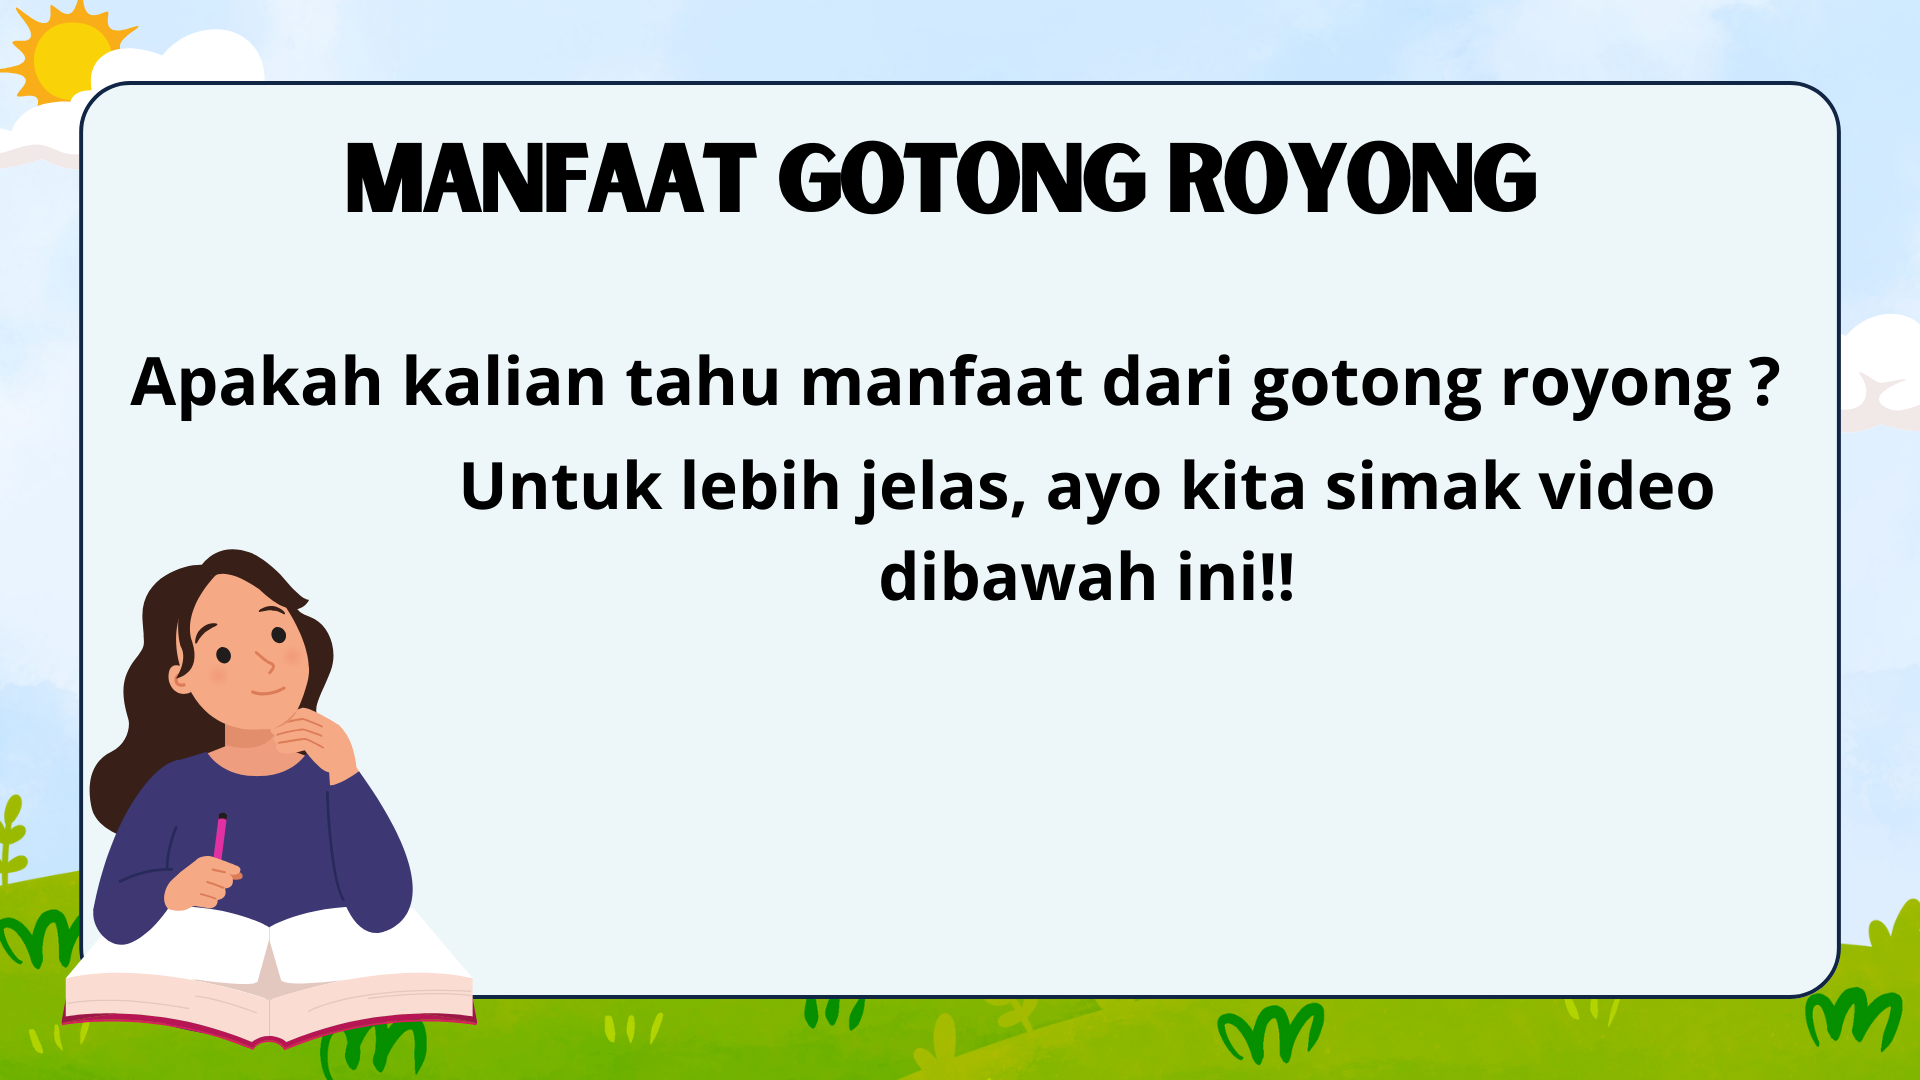 MANFAAT GOTONG ROYONG
Apakah kalian tahu manfaat dari gotong royong ?
Untuk lebih jelas, ayo kita simak video
dibawah ini!!